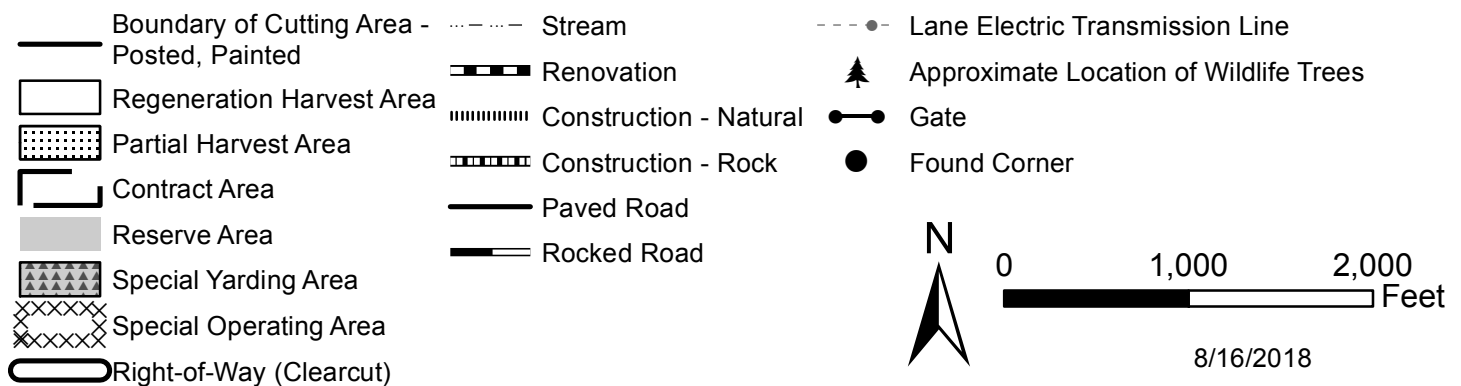 Boundary of Cutting Area -
Posted, Painted
Regeneration Harvest Area
Partial Harvest Area
Contract Area
Reserve Area
Special Yarding Area
Special Operating Area
Right-of-Way (Clearcut)
Stream
Renovation
Construction - Natural
Construction - Rock
Paved Road
Rocked Road
Lane Electric Transmission Line
Approximate Location of Wildlife Trees
Gate
Found Corner
N
0 1,000 2,000
Feet
8/16/2018